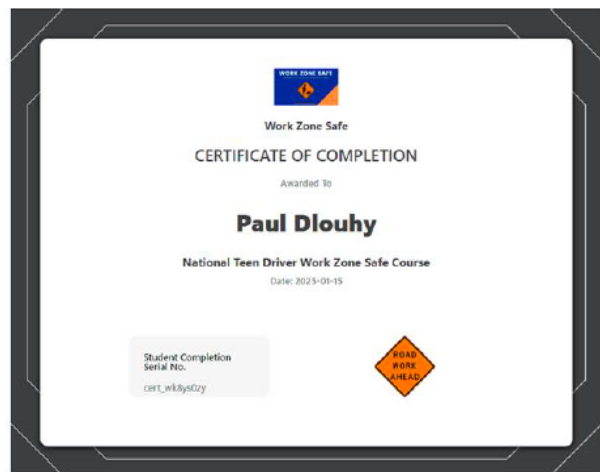 WORK ZONE SAFE
Work Zone Safe
CERTIFICATE OF COMPLETION
Awarded To
Paul Dlouhy
National Teen Driver Work Zone Safe Course
Date: 2025-01-15
Student Completion
Serial No.
cert_wk8ys0zy
ROAD
WORK
AHEAD